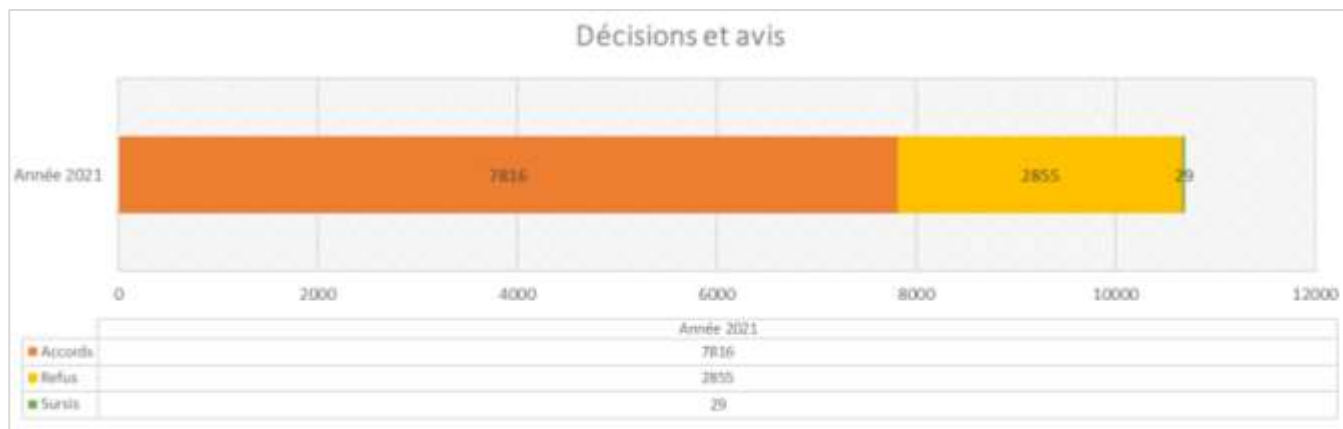 Décisions et avis
Année 2021
7816
2855
29
0 2000 4000 6000 8000 10000 12000
Année 2021
Accords 7816
Refus 2855
Sursis 29